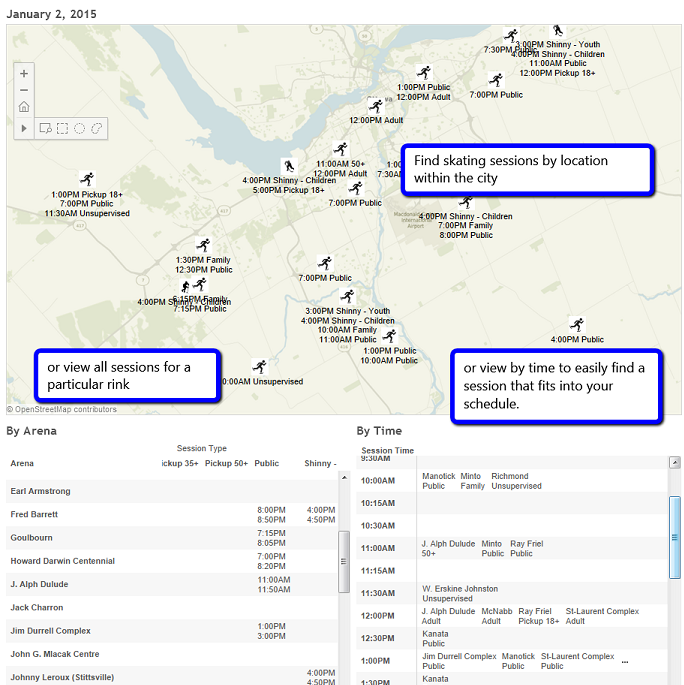 January 2, 2015
7:30PM Public
3:00PM Shinny - Youth
4:00PM Shinny - Children
11:00AM Public
12:00PM Pickup 18+
1:00PM Public
12:00PM Adult
7:00PM Public
12:00PM Adult
11:00AM 50+
12:00PM Adult
4:00PM Shinny - Children
5:00PM Pickup 18+
7:00PM Public
1:00PM Pickup 18+
7:00PM Public
11:30AM Unsupervised
Find skating sessions by location
within the city
4:00PM Shinny - Children
7:00PM Family
8:00PM Public
Macdonald
International
Airport
417
416
1:30PM Family
12:30PM Public
7:00PM Public
4:00PM Shinny - Children
6:15PM Family
7:15PM Public
3:00PM Shinny - Youth
4:00PM Shinny - Children
10:00AM Family
11:00AM Public
1:00PM Public
10:00AM Public
4:00PM Public
or view all sessions for a
particular rink
0:00AM Unsupervised
or view by time to easily find a
session that fits into your
schedule.
© OpenStreetMap contributors
By Arena
Session Type
Arena ickup 35+ Pickup 50+ Public Shinny -
Earl Armstrong
Fred Barrett 8:00PM 4:00PM
8:50PM 4:50PM
Goulbourn 7:15PM
8:05PM
Howard Darwin Centennial 7:00PM
8:20PM
J. Alph Dulude 11:00AM
11:50AM
Jack Charron
Jim Durrell Complex 1:00PM
3:00PM
John G. Mlacak Centre
Johnny Leroux (Stittsville) 4:00PM
4:50PM
By Time
Session Time
9:30AM
10:00AM Manotick Minto Richmond
Public Family Unsupervised
10:15AM
10:30AM
11:00AM J. Alph Dulude Minto Ray Friel
50+ Public Public
11:15AM
11:30AM W. Erskine Johnston
Unsupervised
12:00PM J. Alph Dulude McNabb Ray Friel St-Laurent Complex
Adult Adult Pickup 18+ Adult
12:30PM Kanata
Public
1:00PM Jim Durrell Complex Manotick St-Laurent Complex ...
Public Public Public
1:30PM Kanata